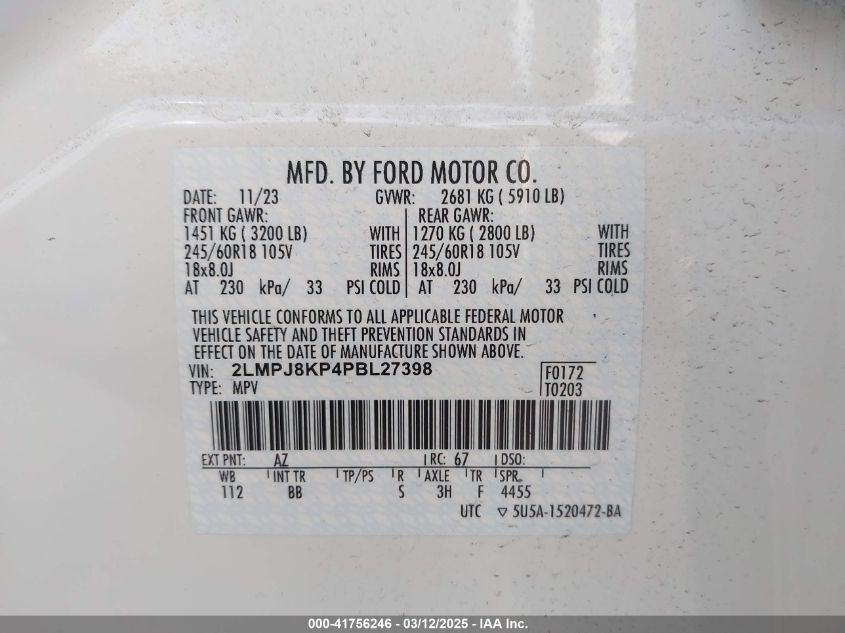 MFD. BY FORD MOTOR CO.
DATE: 11/23 GVWR: 2681 KG ( 5910 LB)
FRONT GAWR: REAR GAWR:
1451 KG ( 3200 LB) WITH 1270 KG ( 2800 LB) WITH
245/60R18 105V TIRES 245/60R18 105V TIRES
18x8.0J RIMS 18x8.0J RIMS
AT 230 kPa/ 33 PSI COLD AT 230 kPa/ 33 PSI COLD
THIS VEHICLE CONFORMS TO ALL APPLICABLE FEDERAL MOTOR
VEHICLE SAFETY AND THEFT PREVENTION STANDARDS IN
EFFECT ON THE DATE OF MANUFACTURE SHOWN ABOVE.
VIN: 2LMPJ8KP4PBL27398 F0172
TYPE: MPV T0203
EXT PNT: AZ RC: 67 DSO:
WB INT TR TP/PS R AXLE TR SPR
112 BB S 3H F 4455
UTC ▽ 5U5A-1520472-BA
000-41756246 - 03/12/2025 - IAA Inc.